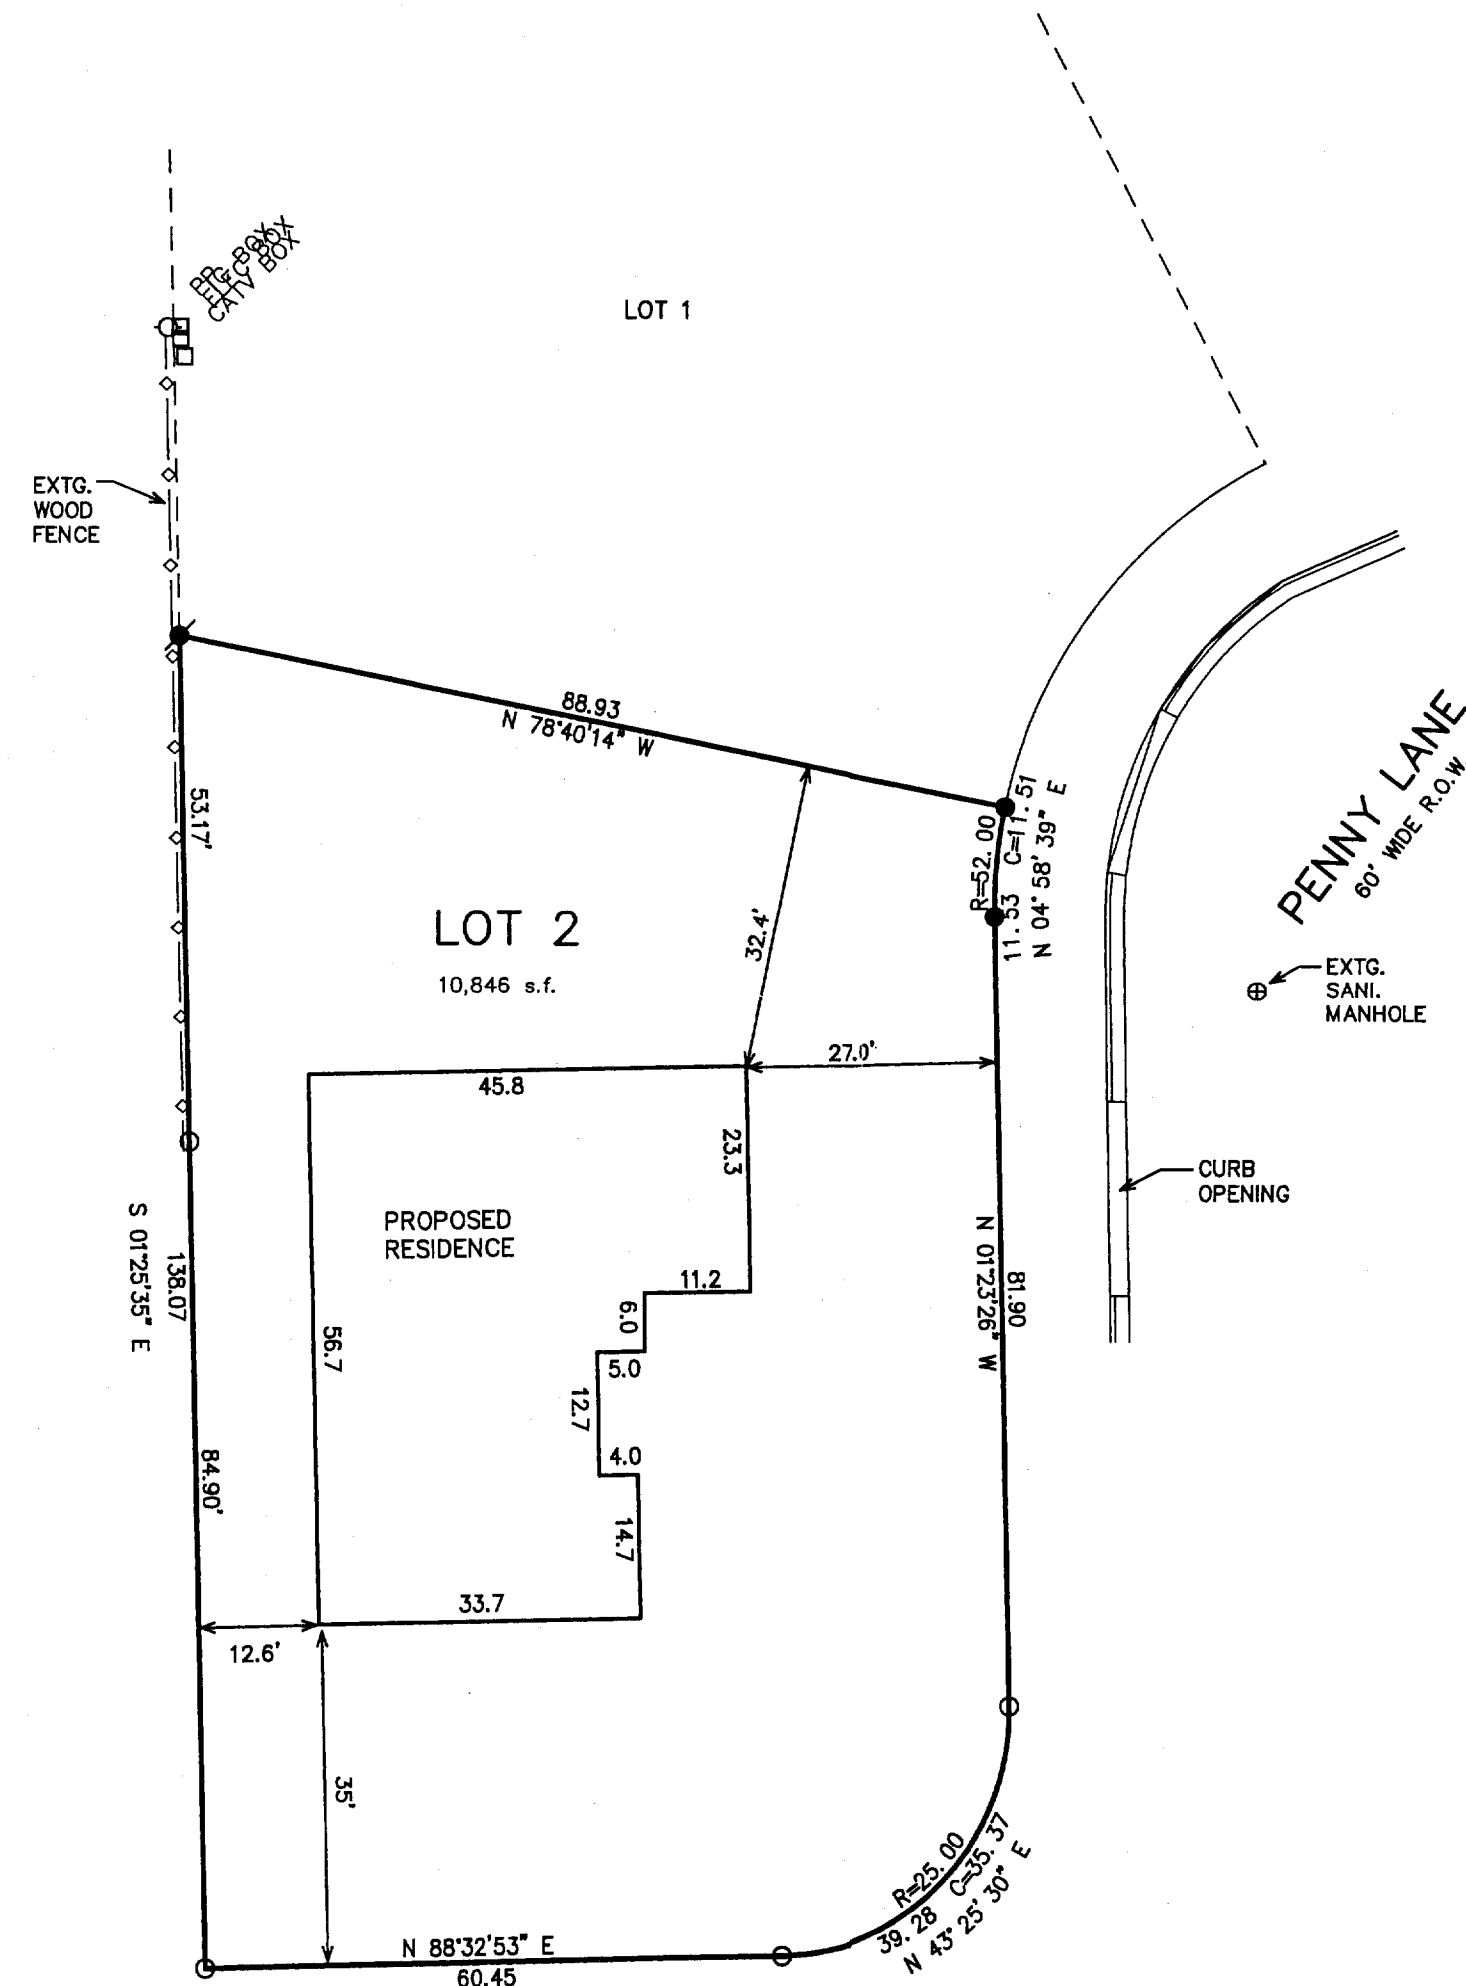 ELEC BOX
CATV BOX
LOT 1
EXTG.
WOOD
FENCE
88.93
N 78°40'14" W
53.17'
R=52.00 C=11.51
11.53 N 04°58'39" E
PENNY LANE
60' WIDE R.O.W
LOT 2
10,846 s.f.
32.4'
EXTG.
SANI.
MANHOLE
27.0'
45.8
23.3
CURB
OPENING
PROPOSED
RESIDENCE
S 01°25'35" E
138.07
11.2
6.0
5.0
N 01°23'26" W
81.90
56.7
12.7
4.0
84.90'
14.7
33.7
12.6'
35'
R=25.00 C=35.37
39.28 N 43°25'30" E
N 88°32'53" E
60.45